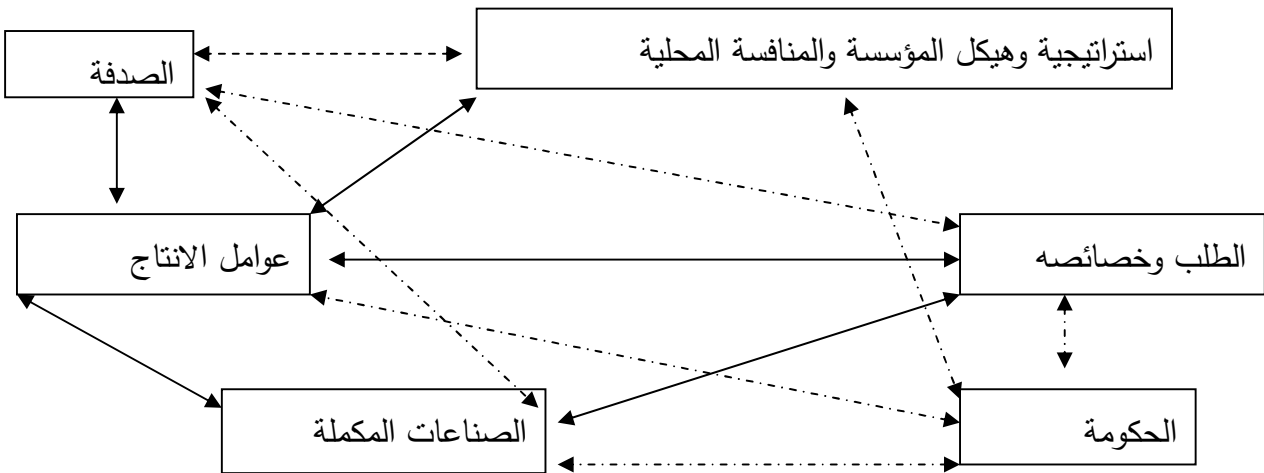 استراتيجية وهيكل المؤسسة والمنافسة المحلية
الصدفة
الطلب وخصائصه
عوامل الانتاج
الحكومة
الصناعات المكملة